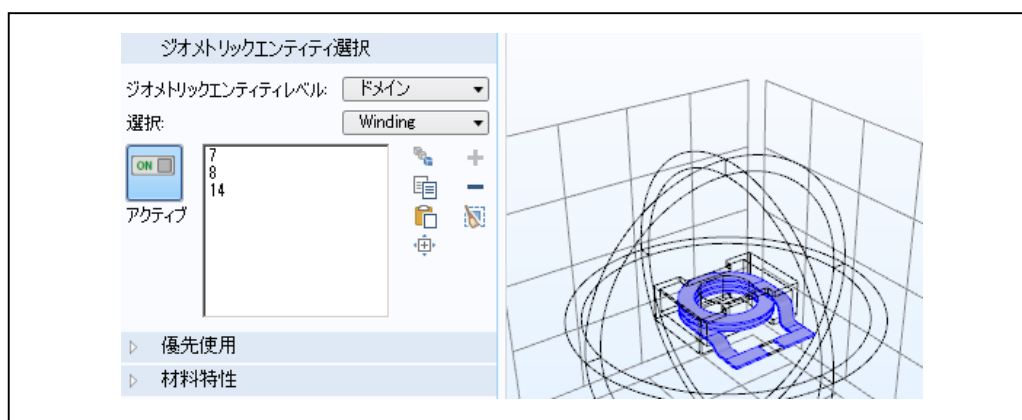 ジオメトリックエンティティ選択
ジオメトリックエンティティレベル: ドメイン
選択: Winding
7
8
14
ON
アクティブ
優先使用
材料特性